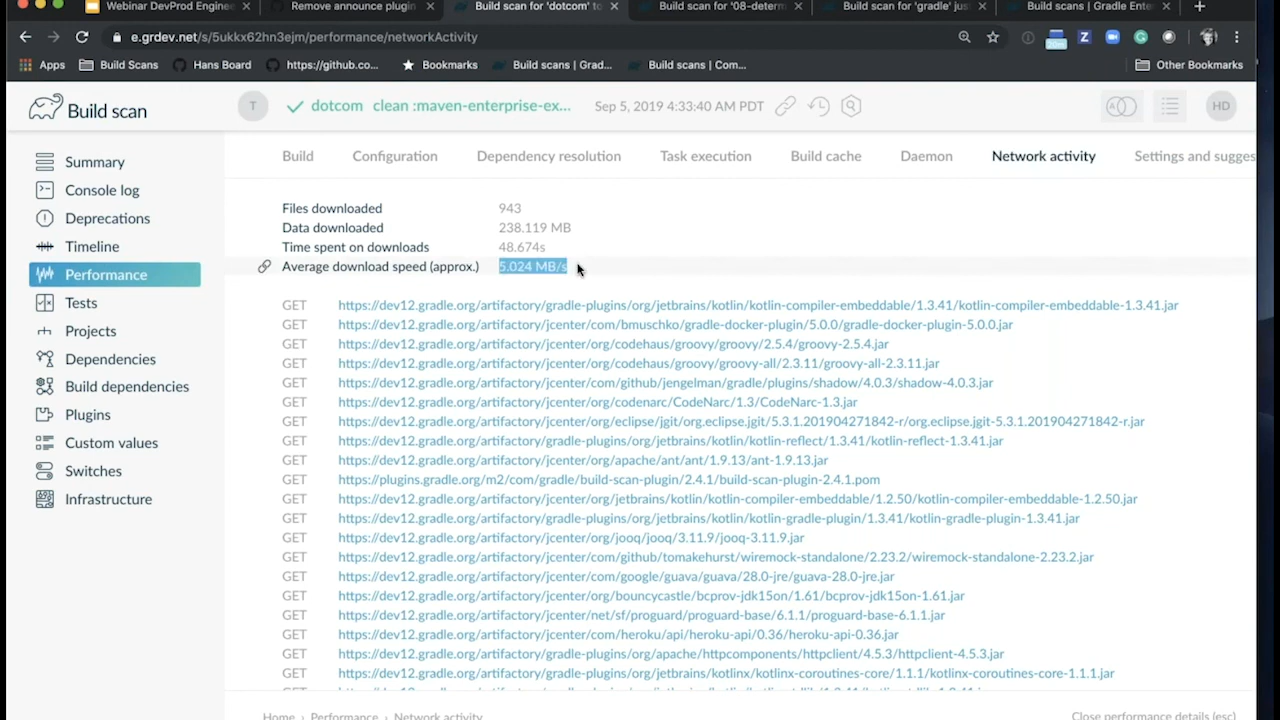 Webinar DevProd Engine
Remove announce plugin
Build scan for 'dotcom' to
Build scan for '08-determ
Build scan for 'gradle' jus
Build scans | Gradle Ente
e.grdev.net/s/5ukkx62hn3ejm/performance/networkActivity
Apps
Build Scans
Hans Board
https://github.co...
Bookmarks
Build scans | Grad...
Build scans | Com...
Other Bookmarks
Build scan
T
dotcom clean :maven-enterprise-ex...
Sep 5, 2019 4:33:40 AM PDT
HD
Summary
Console log
Deprecations
Timeline
Performance
Tests
Projects
Dependencies
Build dependencies
Plugins
Custom values
Switches
Infrastructure
Build
Configuration
Dependency resolution
Task execution
Build cache
Daemon
Network activity
Settings and sugges
Files downloaded 943
Data downloaded 238.119 MB
Time spent on downloads 48.674s
Average download speed (approx.) 5.024 MB/s
GET https://dev12.gradle.org/artifactory/gradle-plugins/org/jetbrains/kotlin/kotlin-compiler-embeddable/1.3.41/kotlin-compiler-embeddable-1.3.41.jar
GET https://dev12.gradle.org/artifactory/jcenter/com/bmuschko/gradle-docker-plugin/5.0.0/gradle-docker-plugin-5.0.0.jar
GET https://dev12.gradle.org/artifactory/jcenter/org/codehaus/groovy/groovy/2.5.4/groovy-2.5.4.jar
GET https://dev12.gradle.org/artifactory/jcenter/org/codehaus/groovy/groovy-all/2.3.11/groovy-all-2.3.11.jar
GET https://dev12.gradle.org/artifactory/jcenter/com/github/jengelman/gradle/plugins/shadow/4.0.3/shadow-4.0.3.jar
GET https://dev12.gradle.org/artifactory/jcenter/org/codenarc/CodeNarc/1.3/CodeNarc-1.3.jar
GET https://dev12.gradle.org/artifactory/jcenter/org/eclipse/jgit/org.eclipse.jgit/5.3.1.201904271842-r/org.eclipse.jgit-5.3.1.201904271842-r.jar
GET https://dev12.gradle.org/artifactory/gradle-plugins/org/jetbrains/kotlin/kotlin-reflect/1.3.41/kotlin-reflect-1.3.41.jar
GET https://dev12.gradle.org/artifactory/jcenter/org/apache/ant/ant/1.9.13/ant-1.9.13.jar
GET https://plugins.gradle.org/m2/com/gradle/build-scan-plugin/2.4.1/build-scan-plugin-2.4.1.pom
GET https://dev12.gradle.org/artifactory/jcenter/org/jetbrains/kotlin/kotlin-compiler-embeddable/1.2.50/kotlin-compiler-embeddable-1.2.50.jar
GET https://dev12.gradle.org/artifactory/gradle-plugins/org/jetbrains/kotlin/kotlin-gradle-plugin/1.3.41/kotlin-gradle-plugin-1.3.41.jar
GET https://dev12.gradle.org/artifactory/jcenter/org/jooq/jooq/3.11.9/jooq-3.11.9.jar
GET https://dev12.gradle.org/artifactory/jcenter/com/github/tomakehurst/wiremock-standalone/2.23.2/wiremock-standalone-2.23.2.jar
GET https://dev12.gradle.org/artifactory/jcenter/com/google/guava/guava/28.0-jre/guava-28.0-jre.jar
GET https://dev12.gradle.org/artifactory/jcenter/org/bouncycastle/bcprov-jdk15on/1.61/bcprov-jdk15on-1.61.jar
GET https://dev12.gradle.org/artifactory/jcenter/net/sf/proguard/proguard-base/6.1.1/proguard-base-6.1.1.jar
GET https://dev12.gradle.org/artifactory/jcenter/com/heroku/api/heroku-api/0.36/heroku-api-0.36.jar
GET https://dev12.gradle.org/artifactory/gradle-plugins/org/apache/httpcomponents/httpclient/4.5.3/httpclient-4.5.3.jar
GET https://dev12.gradle.org/artifactory/gradle-plugins/org/jetbrains/kotlinx/kotlinx-coroutines-core/1.1.1/kotlinx-coroutines-core-1.1.1.jar
Home › Performance › Network activity
Close performance details (esc)